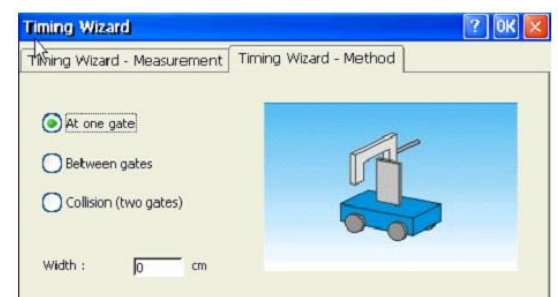 Timing Wizard ? OK
Timing Wizard - Measurement Timing Wizard - Method
At one gate
Between gates
Collision (two gates)
Width : 0 cm